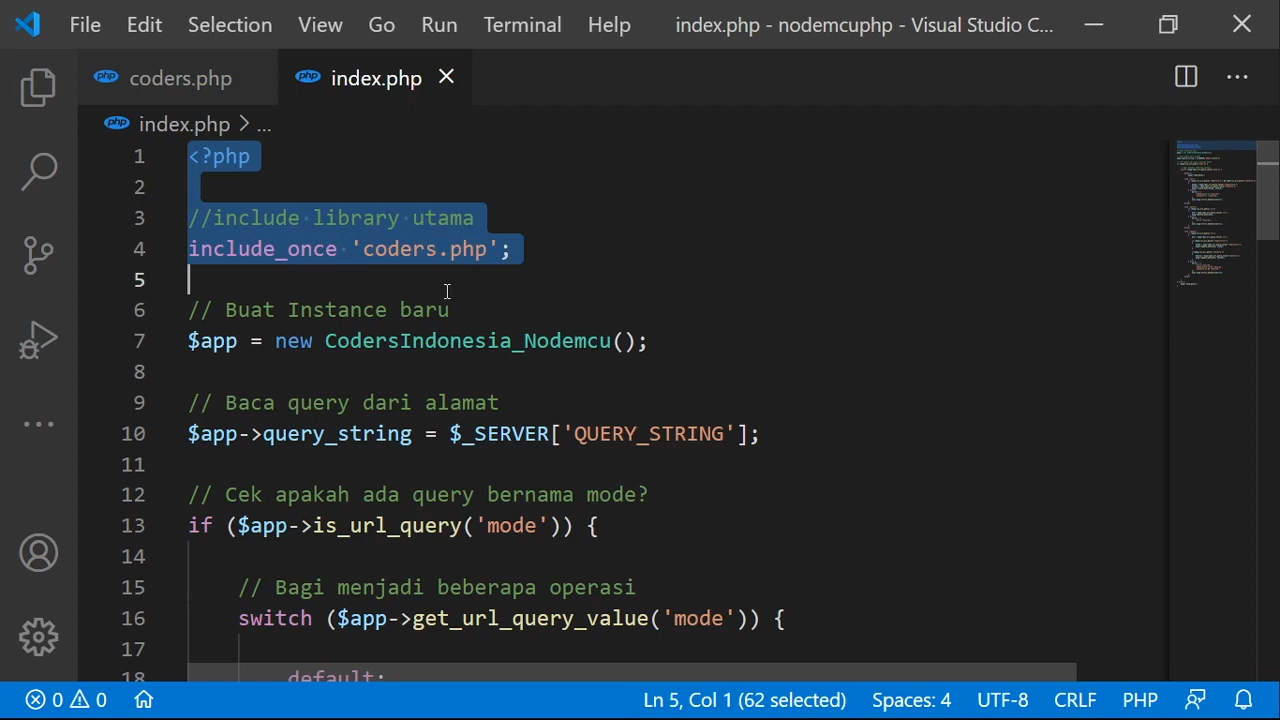 File Edit Selection View Go Run Terminal Help index.php - nodemcuphp - Visual Studio C...
php coders.php php index.php
php index.php > ...
1 <?php
2
3 //include library utama
4 include_once 'coders.php';
5
6 // Buat Instance baru
7 $app = new CodersIndonesia_Nodemcu();
8
9 // Baca query dari alamat
10 $app->query_string = $_SERVER['QUERY_STRING'];
11
12 // Cek apakah ada query bernama mode?
13 if ($app->is_url_query('mode')) {
14
15 // Bagi menjadi beberapa operasi
16 switch ($app->get_url_query_value('mode')) {
17
18 default:
0 0 Ln 5, Col 1 (62 selected) Spaces: 4 UTF-8 CRLF PHP